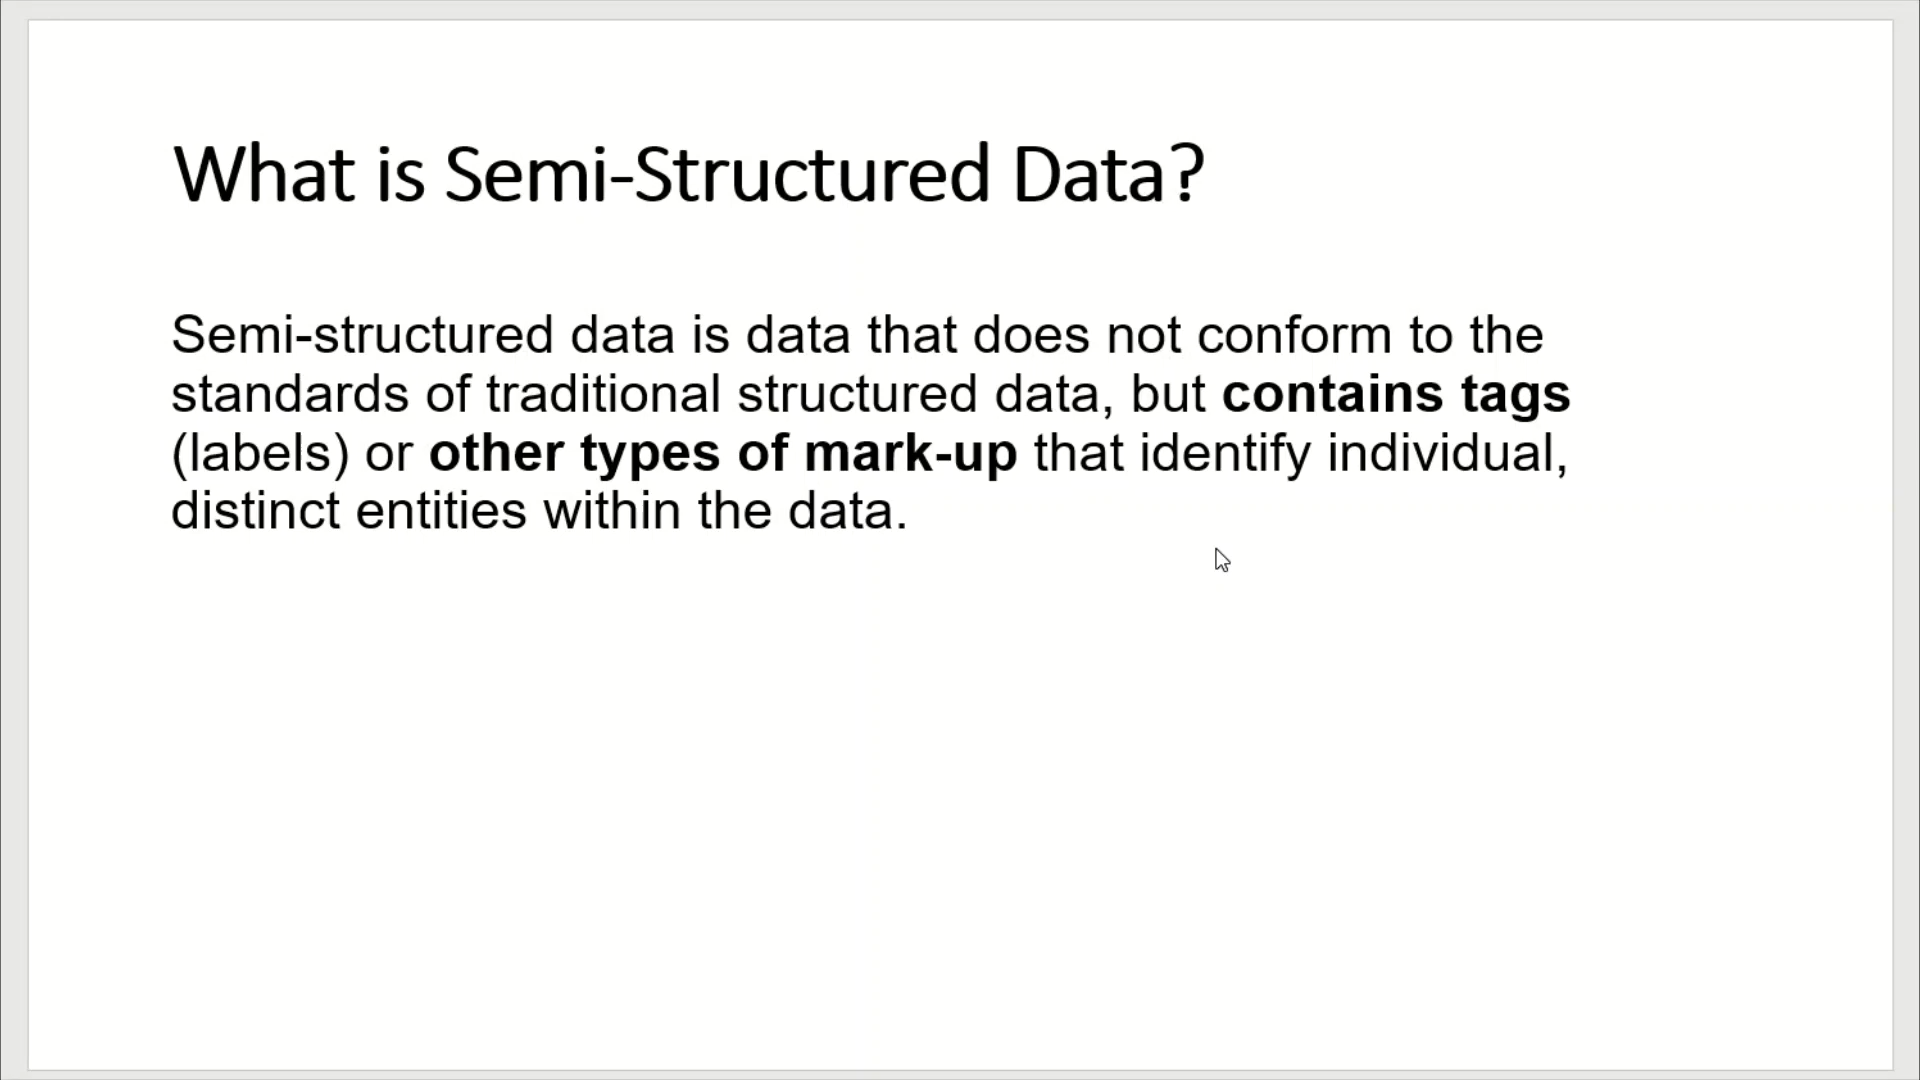 What is Semi-Structured Data?
Semi-structured data is data that does not conform to the
standards of traditional structured data, but contains tags
(labels) or other types of mark-up that identify individual,
distinct entities within the data.